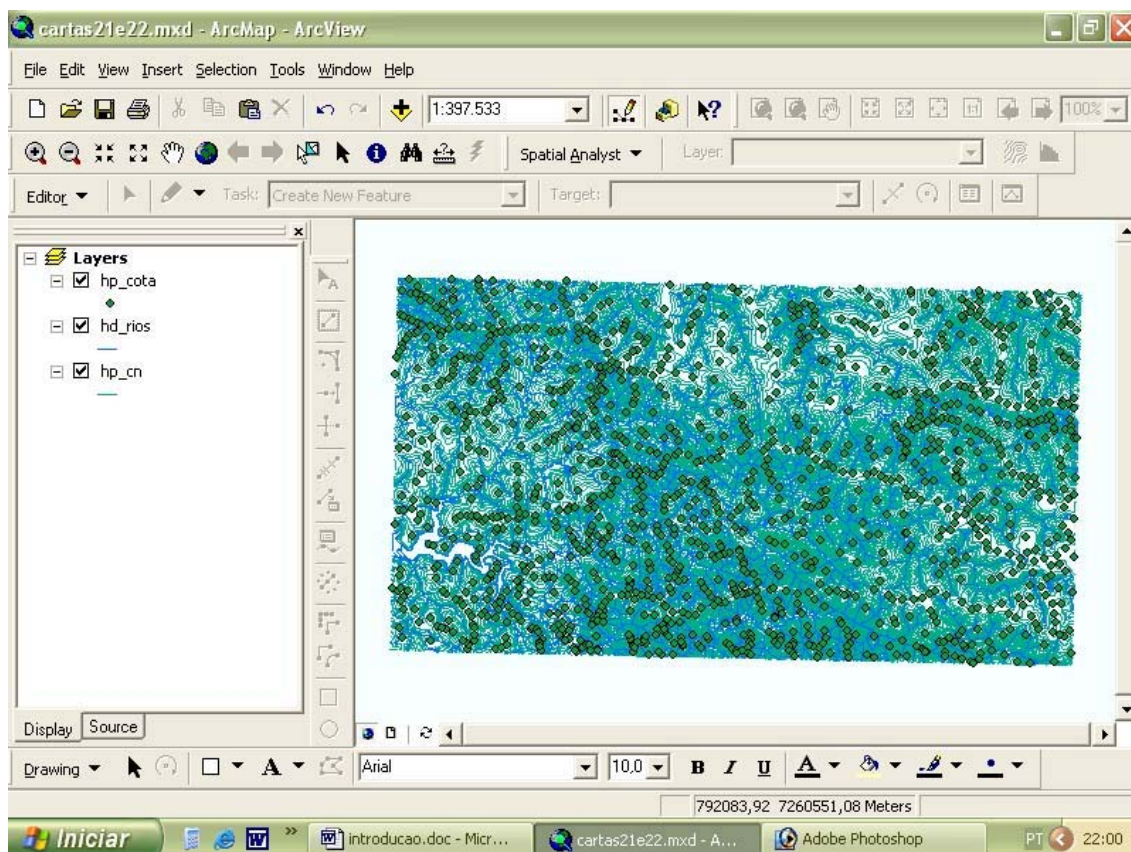 cartas21e22.mxd - ArcMap - ArcView
File Edit View Insert Selection Tools Window Help
1:397.533
1:1
100%
Spatial Analyst Layer:
Editor Task: Create New Feature Target:
Layers
hp_cota
hd_rios
hp_cn
Display Source
Drawing A Arial 10,0 B I U A
792083,92 7260551,08 Meters
Iniciar » introducao.doc - Micr... cartas21e22.mxd - A... Adobe Photoshop PT 22:00